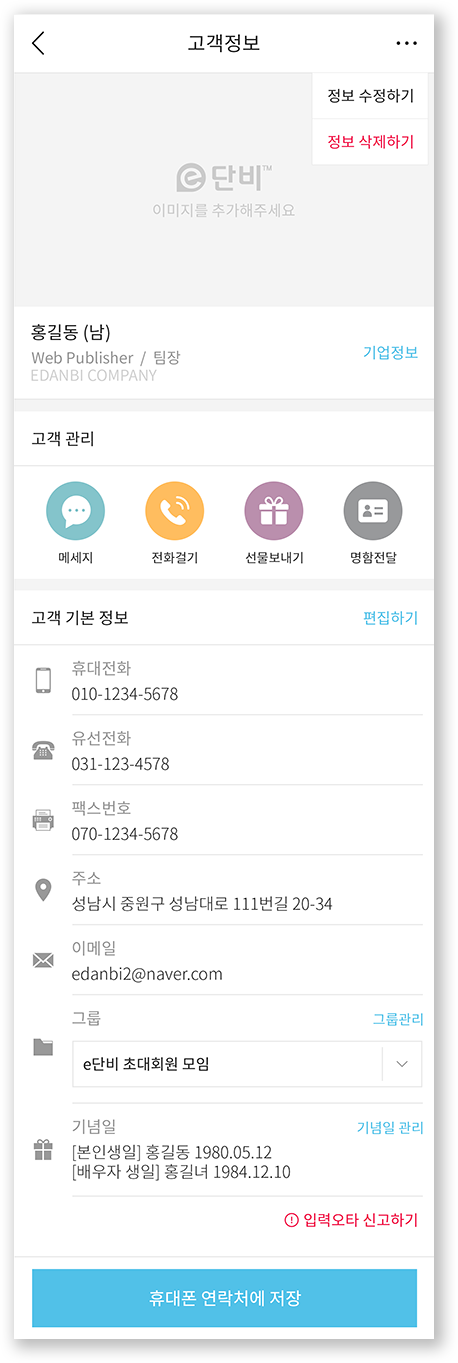 고객정보
정보 수정하기
정보 삭제하기
e단비™
이미지를 추가해주세요
홍길동 (남)
Web Publisher / 팀장
기업정보
EDANBI COMPANY
고객 관리
메세지 전화걸기 선물보내기 명함전달
고객 기본 정보 편집하기
휴대전화
010-1234-5678
유선전화
031-123-4578
팩스번호
070-1234-5678
주소
성남시 중원구 성남대로 111번길 20-34
이메일
edanbi2@naver.com
그룹 그룹관리
e단비 초대회원 모임
기념일 기념일 관리
[본인생일] 홍길동 1980.05.12
[배우자 생일] 홍길녀 1984.12.10
입력오타 신고하기
휴대폰 연락처에 저장